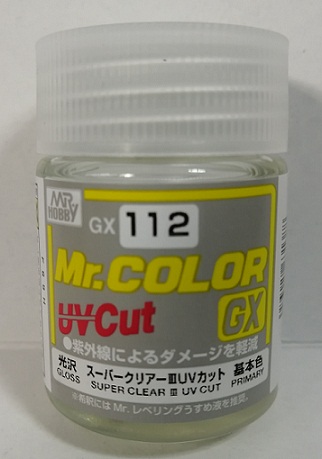 MR.
HOBBY
GX 112
Mr.COLOR
UV Cut GX
●紫外線によるダメージを軽減
光沢 スーパークリアーⅢUVカット 基本色
GLOSS SUPER CLEAR Ⅲ UV CUT PRIMARY
※希釈には Mr. レベリングうすめ液を推奨。